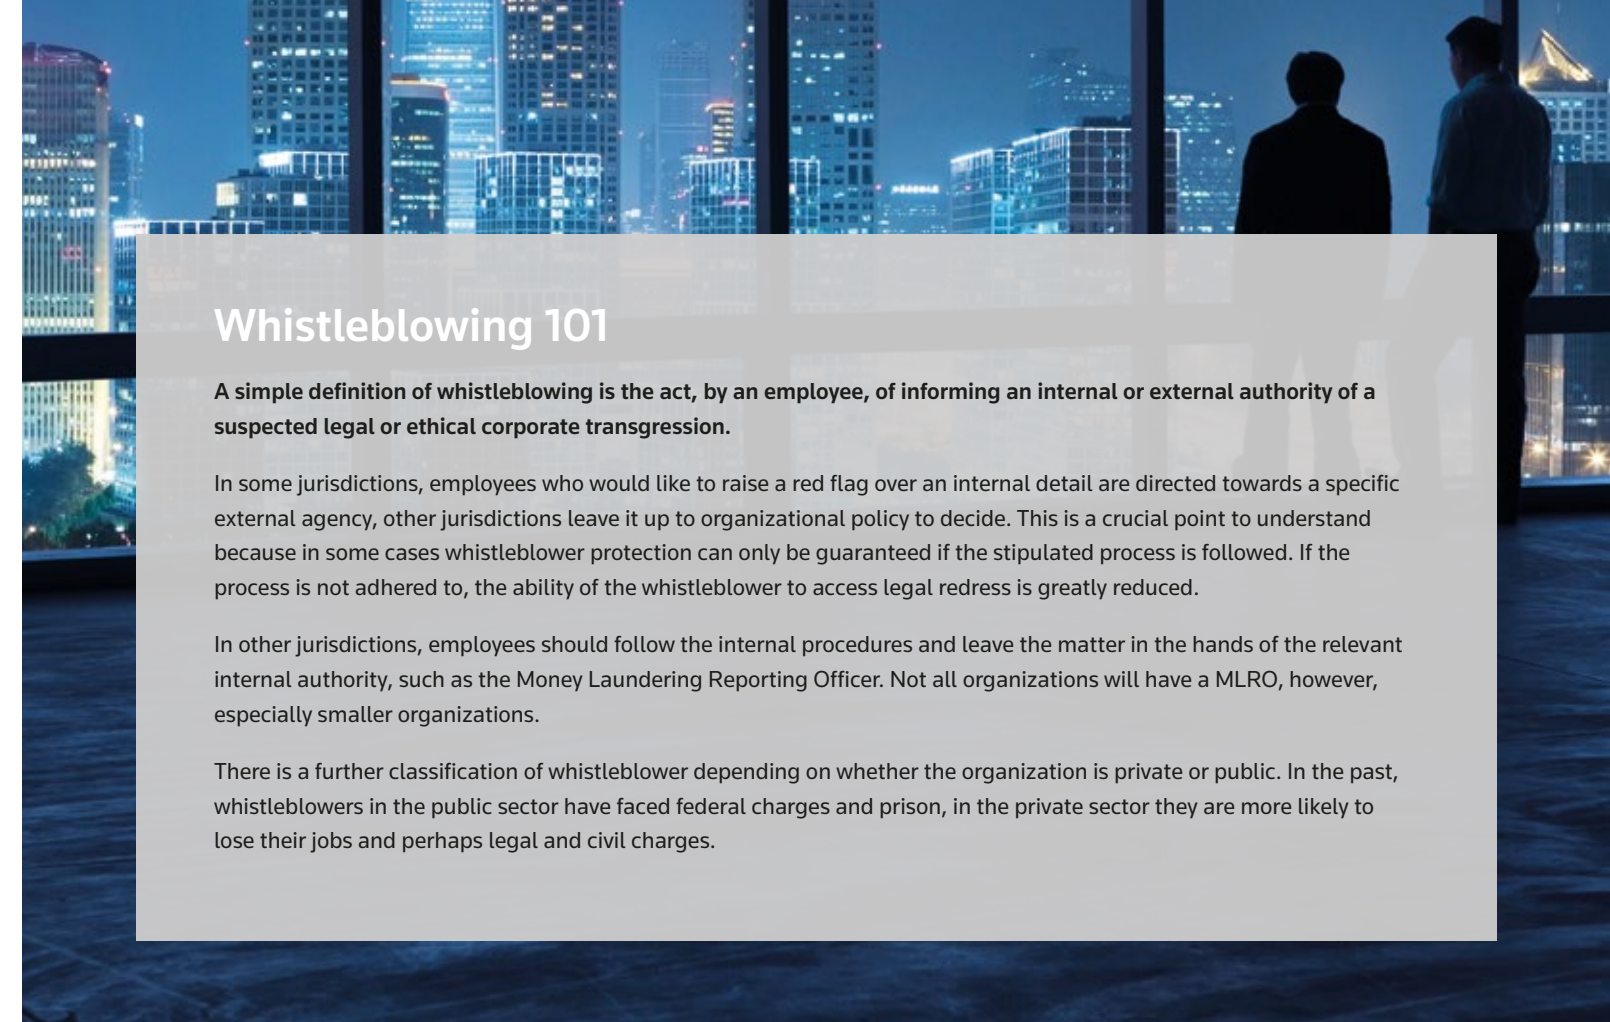 Whistleblowing 101
A simple definition of whistleblowing is the act, by an employee, of informing an internal or external authority of a
suspected legal or ethical corporate transgression.
In some jurisdictions, employees who would like to raise a red flag over an internal detail are directed towards a specific
external agency, other jurisdictions leave it up to organizational policy to decide. This is a crucial point to understand
because in some cases whistleblower protection can only be guaranteed if the stipulated process is followed. If the
process is not adhered to, the ability of the whistleblower to access legal redress is greatly reduced.
In other jurisdictions, employees should follow the internal procedures and leave the matter in the hands of the relevant
internal authority, such as the Money Laundering Reporting Officer. Not all organizations will have a MLRO, however,
especially smaller organizations.
There is a further classification of whistleblower depending on whether the organization is private or public. In the past,
whistleblowers in the public sector have faced federal charges and prison, in the private sector they are more likely to
lose their jobs and perhaps legal and civil charges.